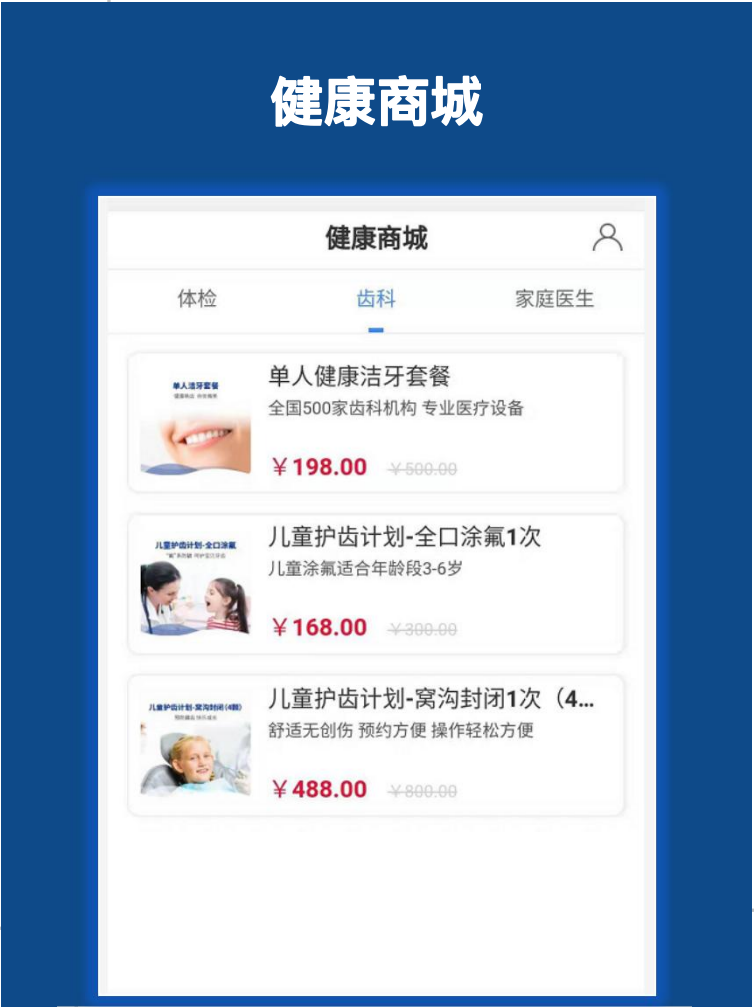 健康商城
健康商城
体检 齿科 家庭医生
单人洁牙套餐
单人健康洁牙套餐
全国500家齿科机构 专业医疗设备
￥198.00 ￥500.00
儿童护齿计划-全口涂氟
儿童护齿计划-全口涂氟1次
儿童涂氟适合年龄段3-6岁
￥168.00 ￥300.00
儿童护齿计划-窝沟封闭(4颗)
儿童护齿计划-窝沟封闭1次（4...
舒适无创伤 预约方便 操作轻松方便
￥488.00 ￥800.00